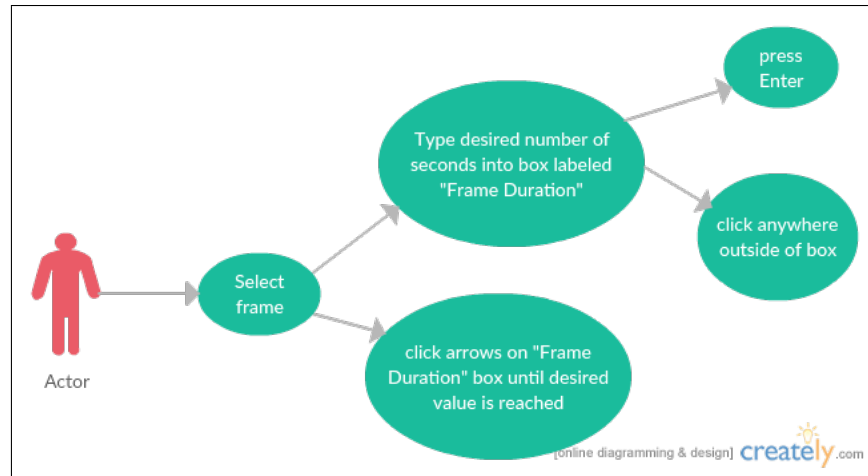 press
Enter
Type desired number of
seconds into box labeled
"Frame Duration"
click anywhere
outside of box
Select
frame
click arrows on "Frame
Duration" box until desired
value is reached
Actor
[online diagramming & design] creately.com